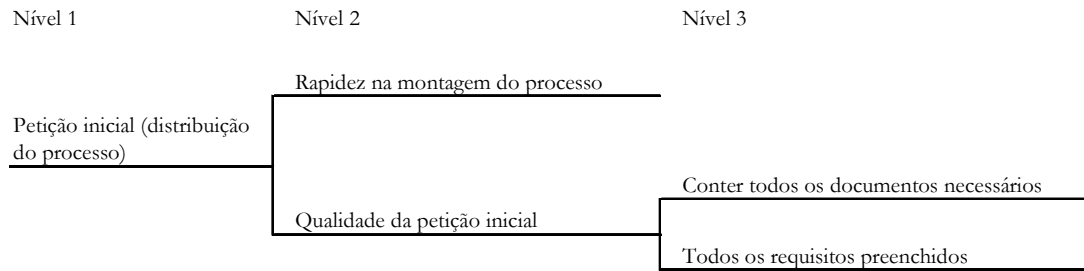 Nível 1
Nível 2
Nível 3
Rapidez na montagem do processo
Petição inicial (distribuição
do processo)
Conter todos os documentos necessários
Qualidade da petição inicial
Todos os requisitos preenchidos